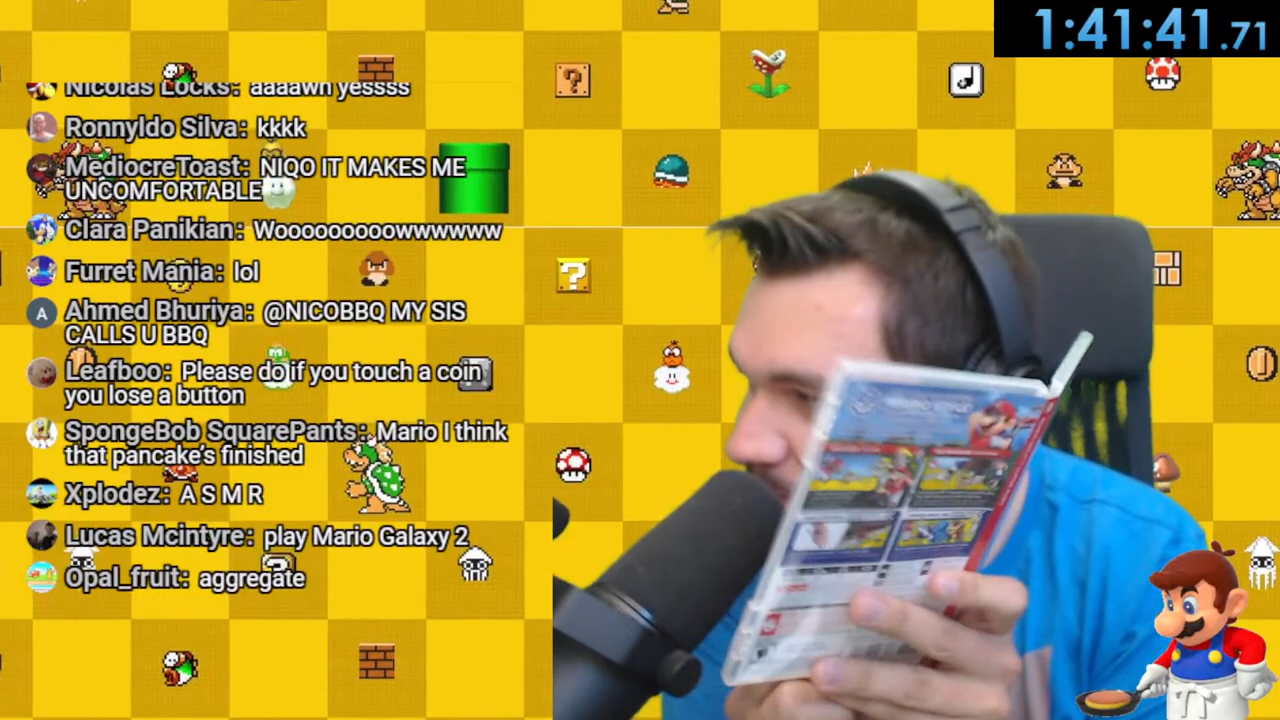 1:41:41.71
Nicolas Locks: aaaawn yessss
Ronnyldo Silva: kkkk
MediocreToast: NIQO IT MAKES ME
UNCOMFORTABLE
Clara Panikian: Wooooooooowwwwww
Furret Mania: lol
A Ahmed Bhuriya: @NICOBBQ MY SIS
CALLS U BBQ
Leafboo: Please do if you touch a coin
you lose a button
SpongeBob SquarePants: Mario I think
that pancake's finished
Xplodez: A S M R
Lucas Mcintyre: play Mario Galaxy 2
Opal_fruit: aggregate